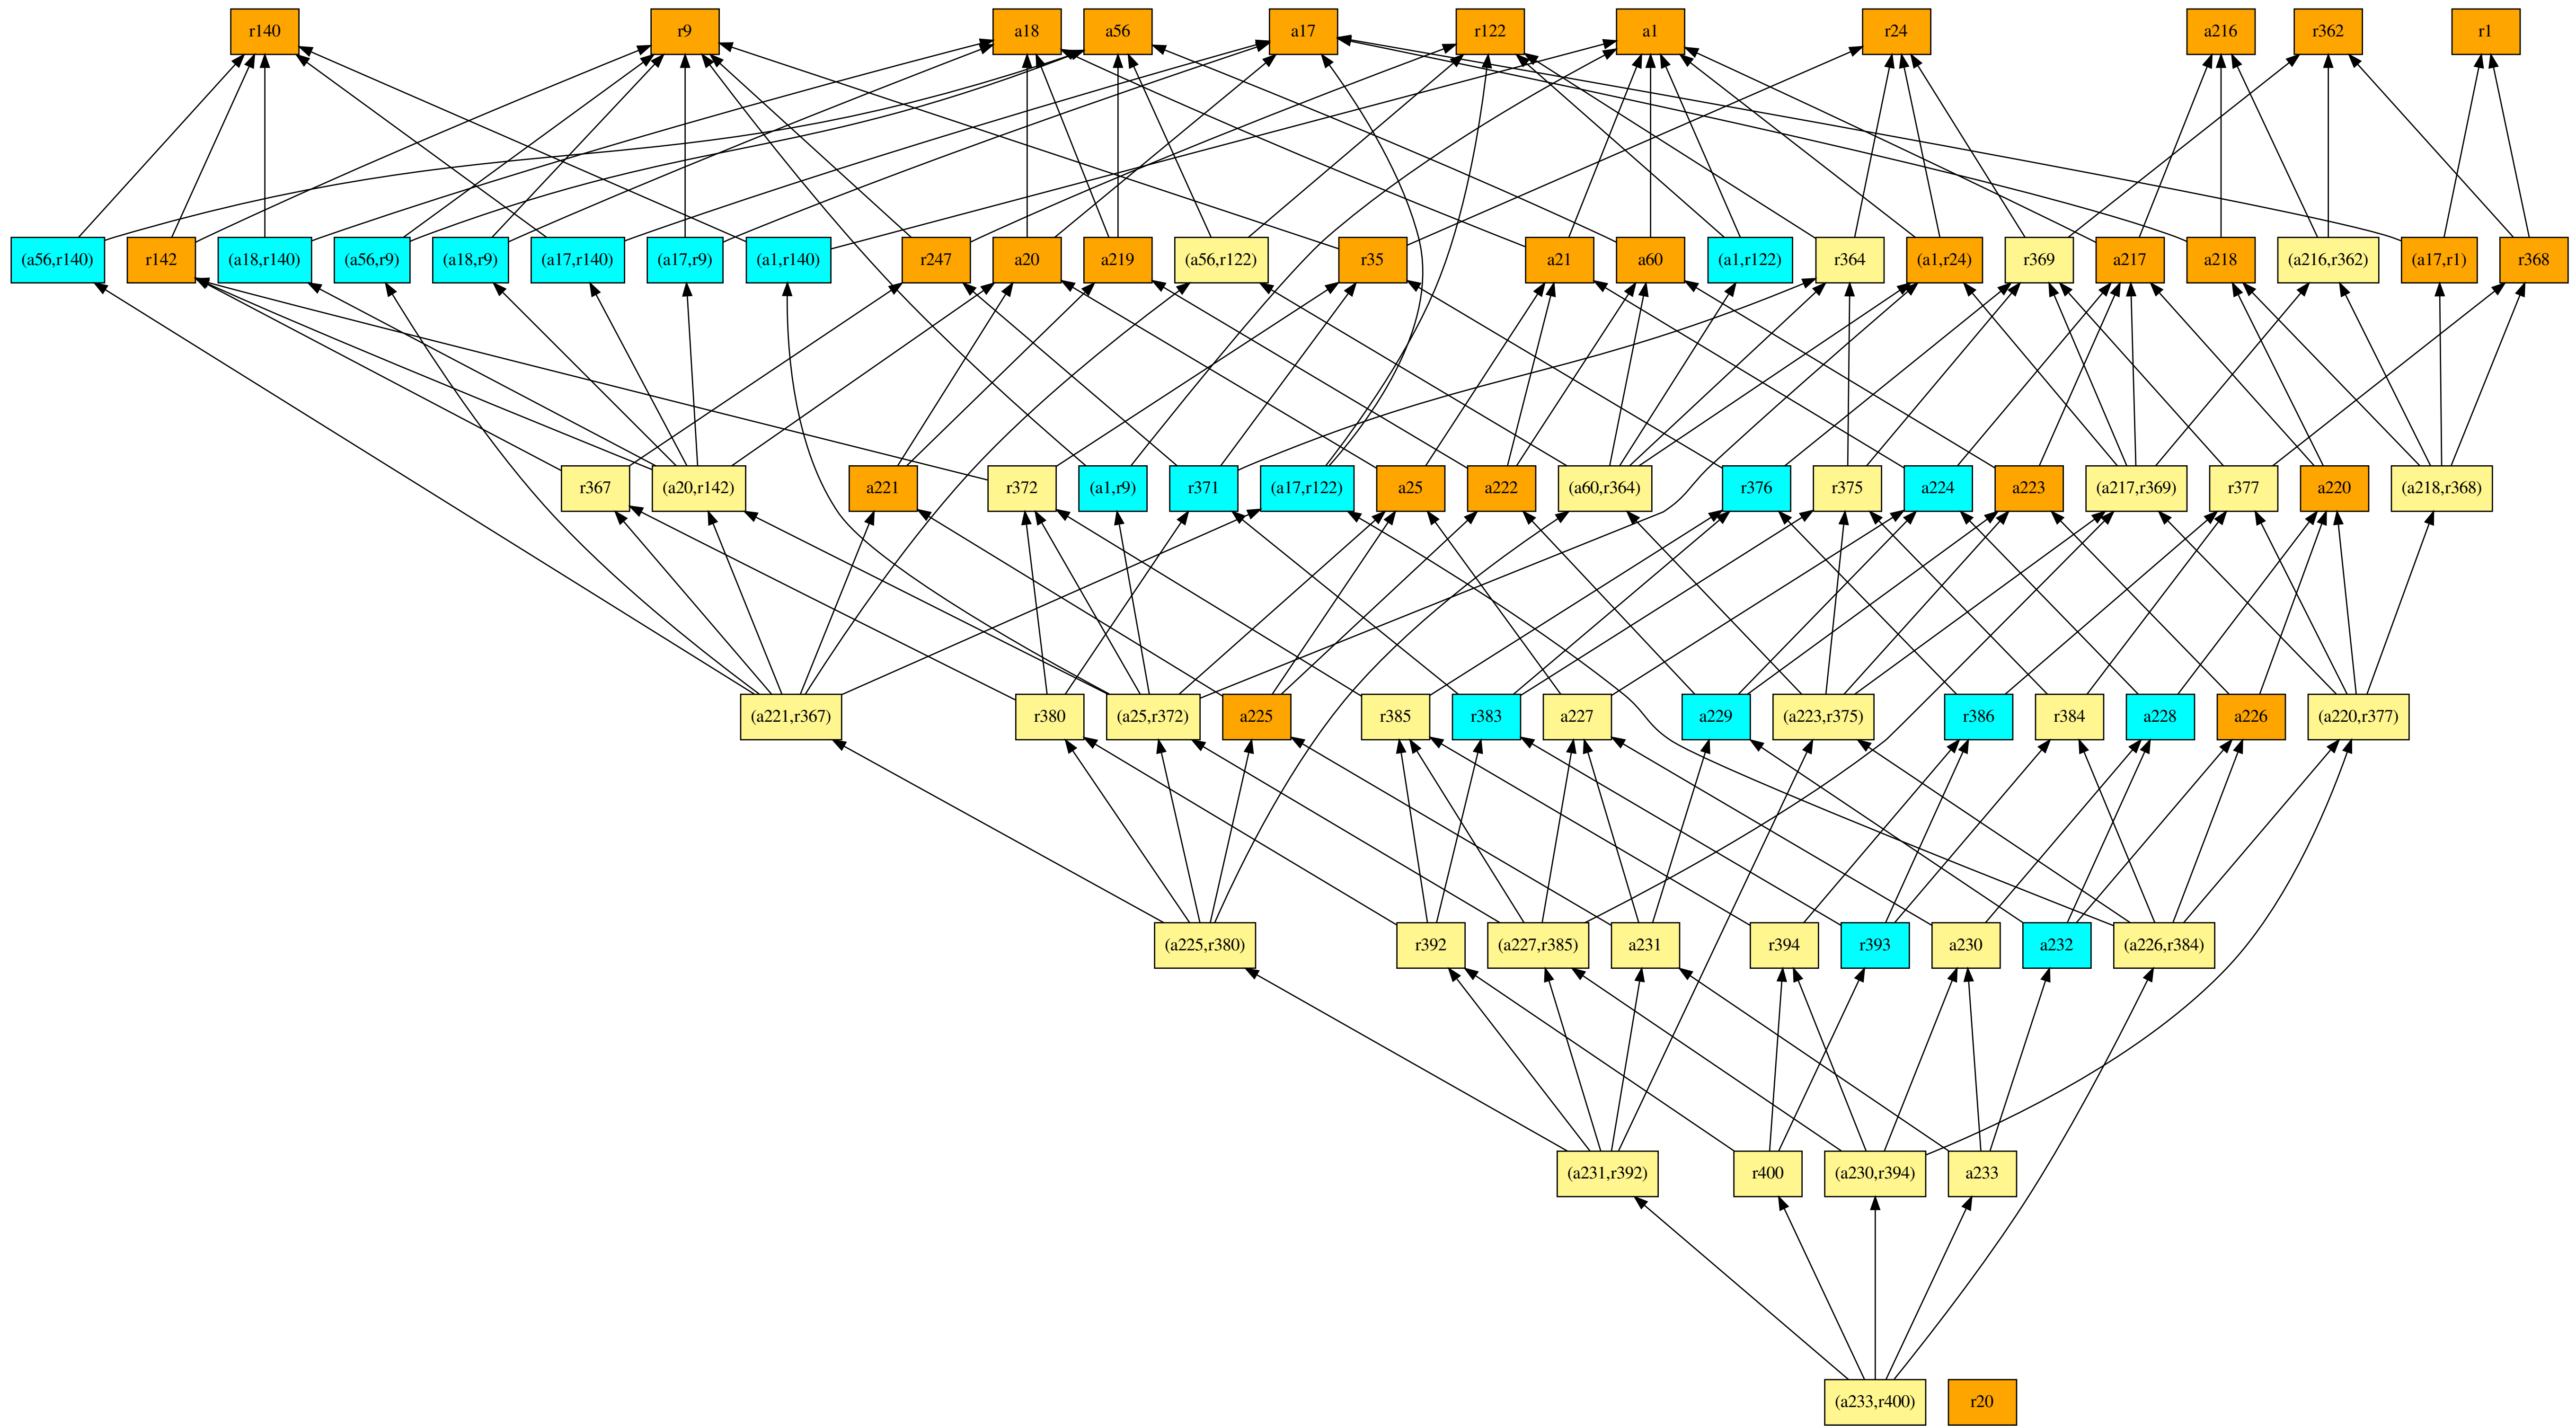 r140
r9
a18
a56
a17
r122
a1
r24
a216
r362
r1
(a56,r140)
r142
(a18,r140)
(a56,r9)
(a18,r9)
(a17,r140)
(a17,r9)
(a1,r140)
r247
a20
a219
(a56,r122)
r35
a21
a60
(a1,r122)
r364
(a1,r24)
r369
a217
a218
(a216,r362)
(a17,r1)
r368
r367
(a20,r142)
a221
r372
(a1,r9)
r371
(a17,r122)
a25
a222
(a60,r364)
r376
r375
a224
a223
(a217,r369)
r377
a220
(a218,r368)
(a221,r367)
r380
(a25,r372)
a225
r385
r383
a227
a229
(a223,r375)
r386
r384
a228
a226
(a220,r377)
(a225,r380)
r392
(a227,r385)
a231
r394
r393
a230
a232
(a226,r384)
(a231,r392)
r400
(a230,r394)
a233
(a233,r400)
r20